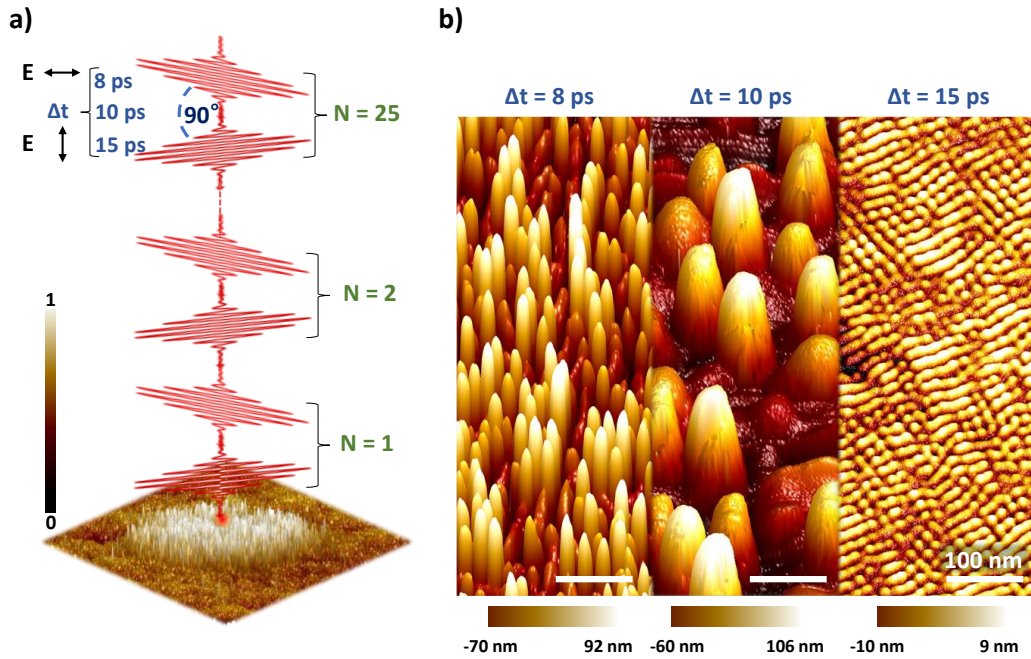 a)
E
8 ps
Δt
10 ps
90°
N = 25
E
15 ps
N = 2
1
N = 1
0
b)
Δt = 8 ps
Δt = 10 ps
Δt = 15 ps
100 nm
-70 nm
92 nm
-60 nm
106 nm
-10 nm
9 nm